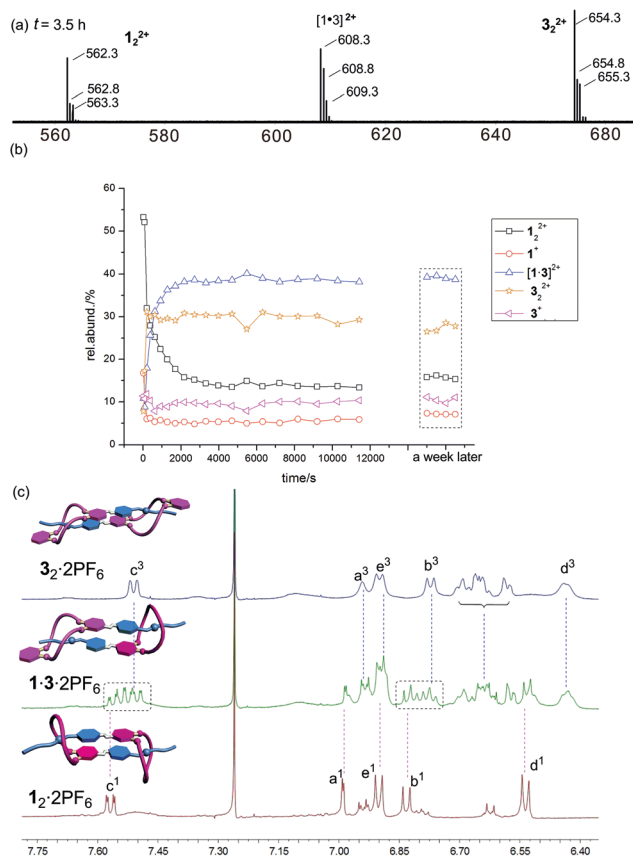 (a) t = 3.5 h
1₂²⁺
[1•3]²⁺
3₂²⁺
562.3
562.8
563.3
608.3
608.8
609.3
654.3
654.8
655.3
560 580 600 620 640 680
(b)
rel.abund./%
60
50
40
30
20
10
0
0 2000 4000 6000 8000 10000 12000 a week later
time/s
1₂²⁺
1⁺
[1·3]²⁺
3₂²⁺
3⁺
(c)
3₂·2PF₆
c³ a³ e³ b³ d³
1·3·2PF₆
1₂·2PF₆
c¹ a¹ e¹ b¹ d¹
7.75 7.60 7.45 7.30 7.15 7.00 6.85 6.70 6.55 6.40